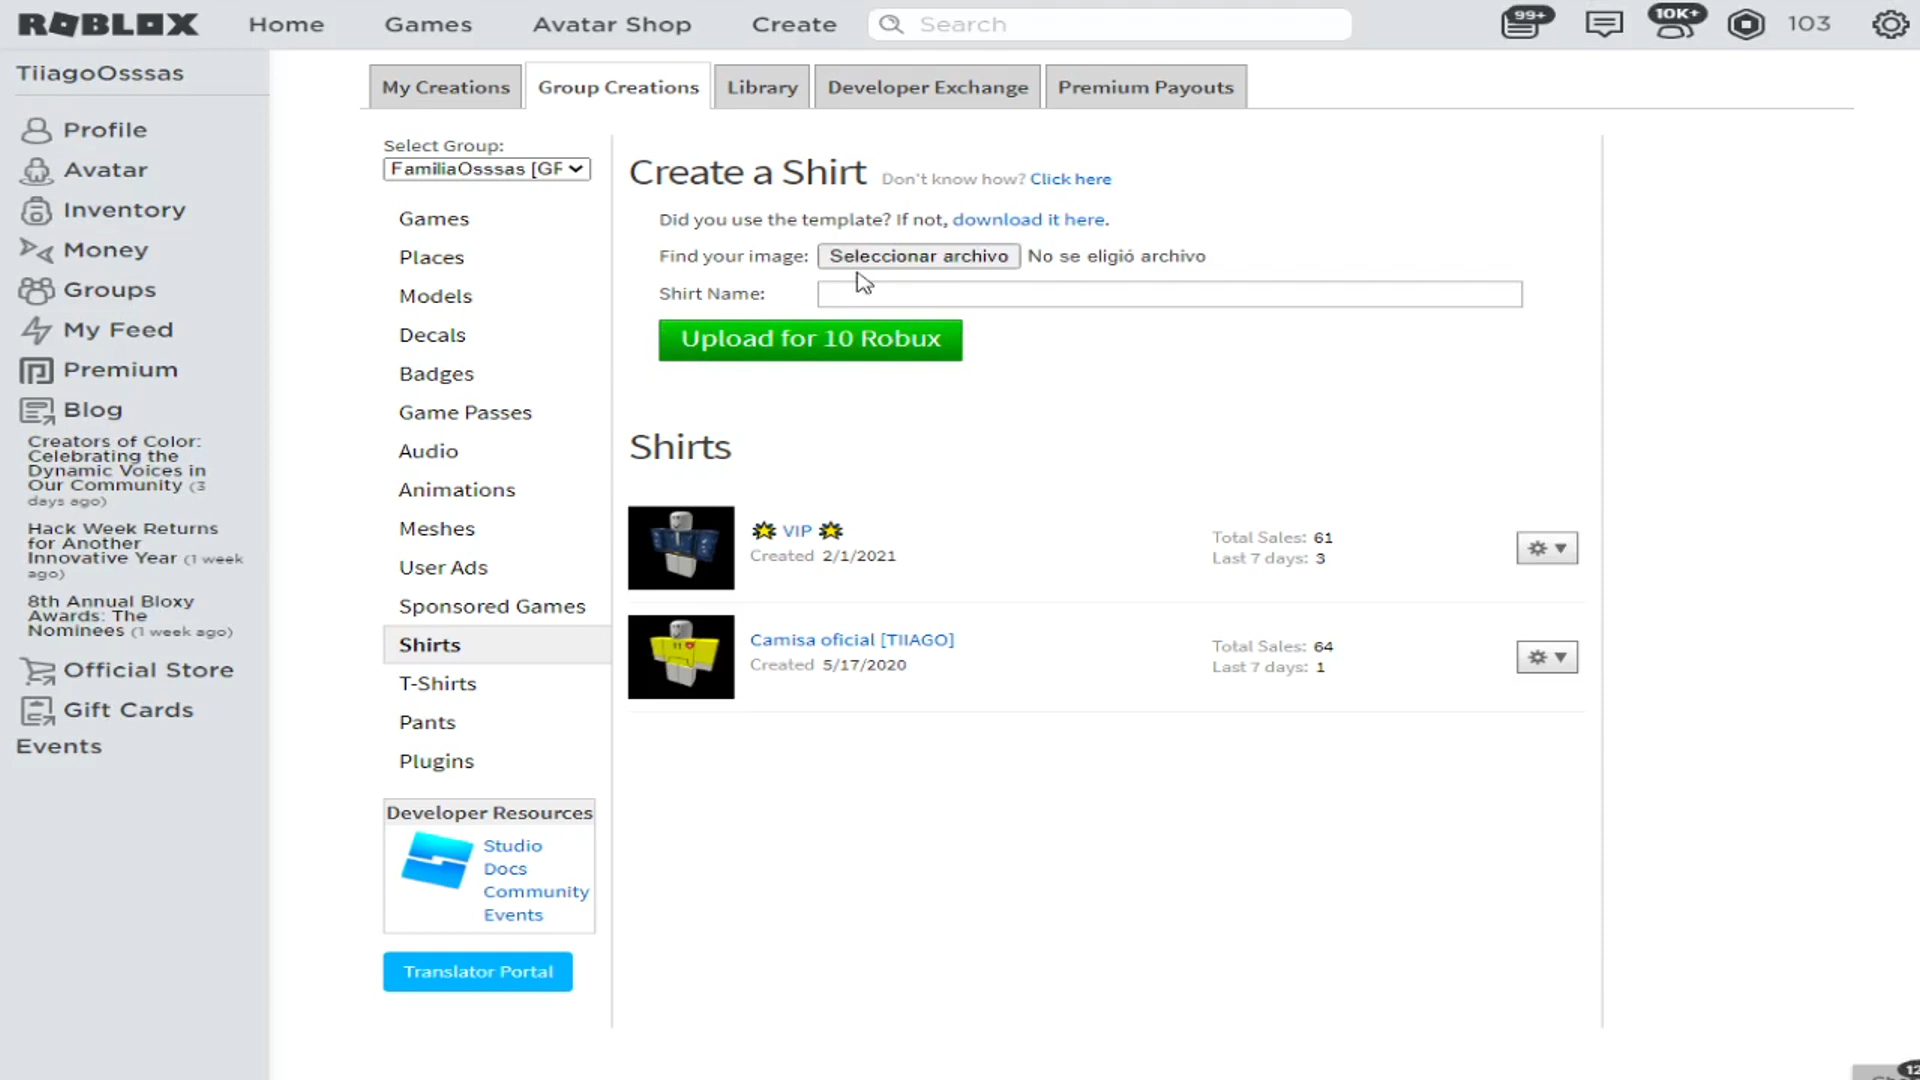 ROBLOX Home Games Avatar Shop Create Search 99+ 10K+ 103
TiiagoOsssas
Profile
Avatar
Inventory
Money
Groups
My Feed
Premium
Blog
Creators of Color:
Celebrating the
Dynamic Voices in
Our Community (3
days ago)
Hack Week Returns
for Another
Innovative Year (1 week
ago)
8th Annual Bloxy
Awards: The
Nominees (1 week ago)
Official Store
Gift Cards
Events
My Creations Group Creations Library Developer Exchange Premium Payouts
Select Group:
FamiliaOsssas [GF
Games
Places
Models
Decals
Badges
Game Passes
Audio
Animations
Meshes
User Ads
Sponsored Games
Shirts
T-Shirts
Pants
Plugins
Developer Resources
Studio
Docs
Community
Events
Translator Portal
Create a Shirt Don't know how? Click here
Did you use the template? If not, download it here.
Find your image: Seleccionar archivo No se eligió archivo
Shirt Name:
Upload for 10 Robux
Shirts
VIP
Created 2/1/2021
Total Sales: 61
Last 7 days: 3
Camisa oficial [TIIAGO]
Created 5/17/2020
Total Sales: 64
Last 7 days: 1